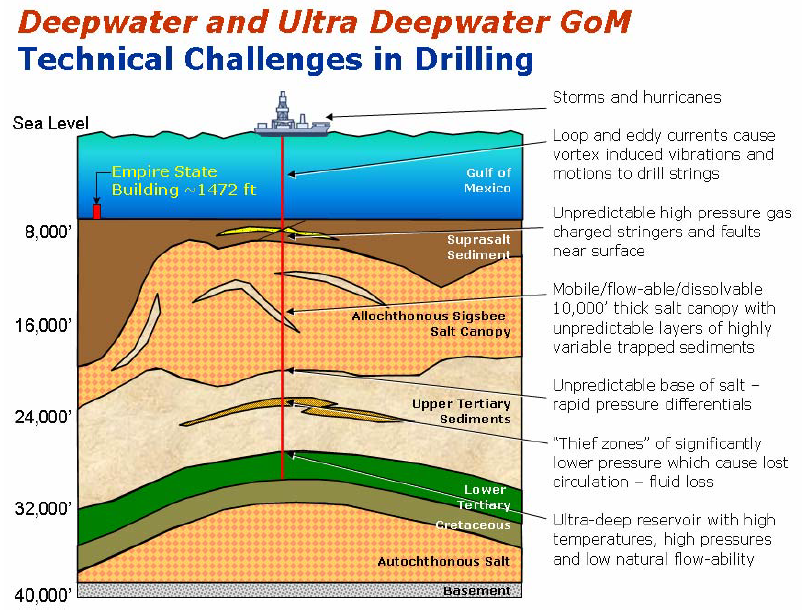 Deepwater and Ultra Deepwater GoM
Technical Challenges in Drilling
Sea Level
8,000’
16,000’
24,000’
32,000’
40,000’
Empire State
Building ~1472 ft
Gulf of
Mexico
Suprasalt
Sediment
Allochthonous Sigsbee
Salt Canopy
Upper Tertiary
Sediments
Lower
Tertiary
Cretaceous
Autochthonous Salt
Basement
Storms and hurricanes
Loop and eddy currents cause
vortex induced vibrations and
motions to drill strings
Unpredictable high pressure gas
charged stringers and faults
near surface
Mobile/flow-able/dissolvable
10,000’ thick salt canopy with
unpredictable layers of highly
variable trapped sediments
Unpredictable base of salt –
rapid pressure differentials
“Thief zones” of significantly
lower pressure which cause lost
circulation – fluid loss
Ultra-deep reservoir with high
temperatures, high pressures
and low natural flow-ability